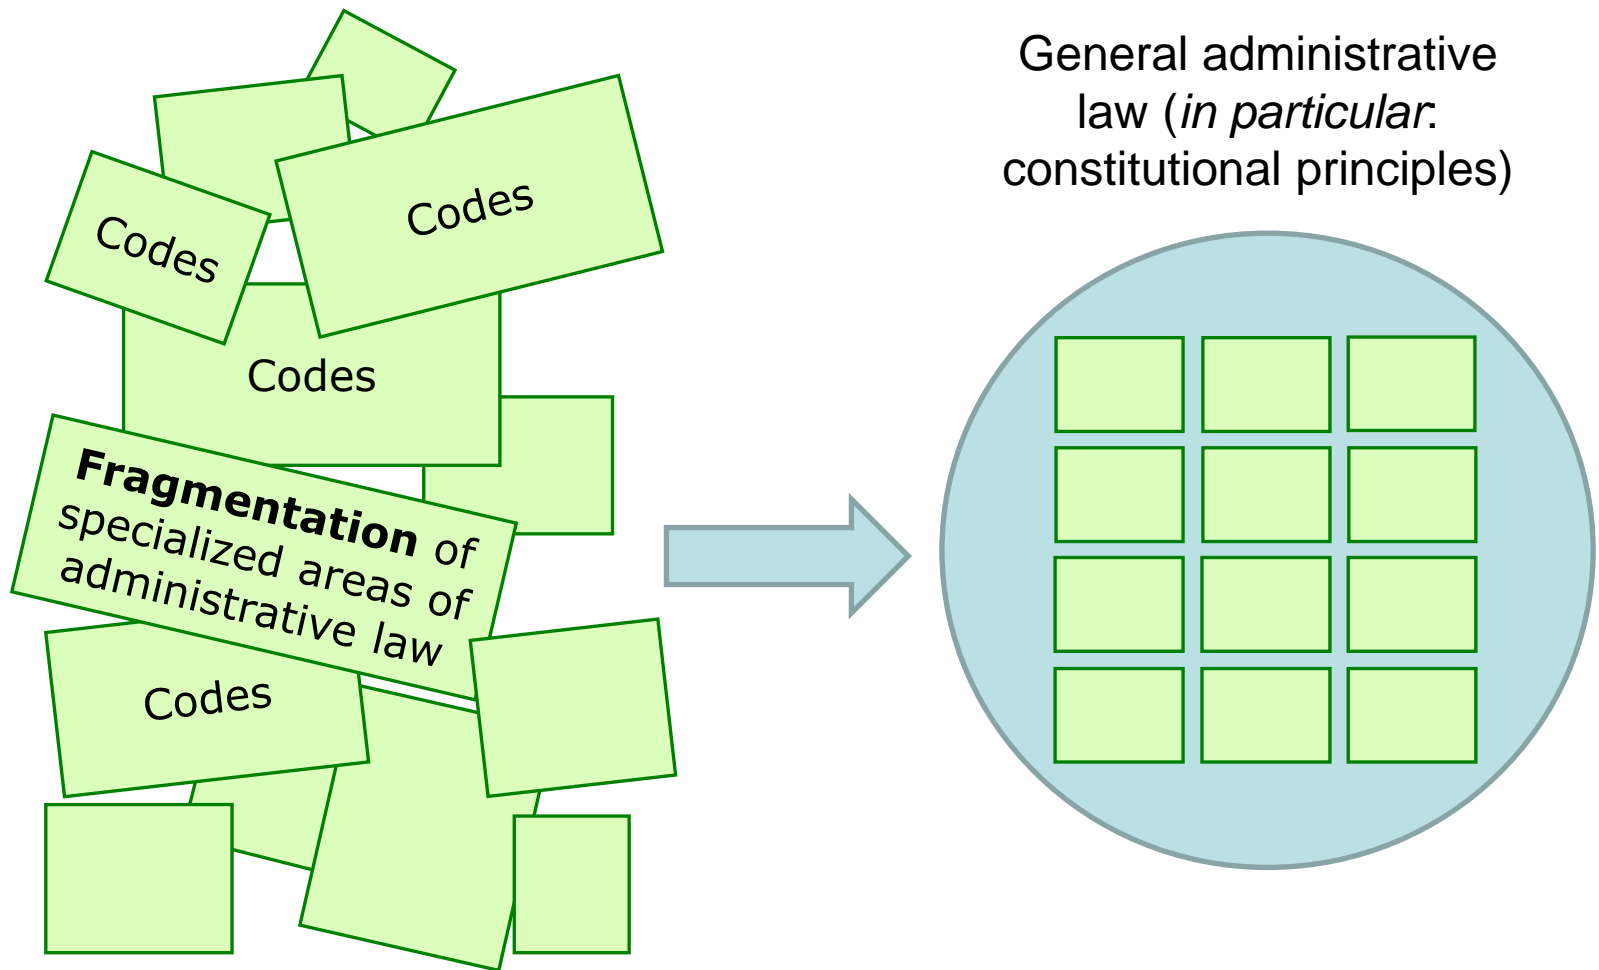 General administrative
law (in particular:
constitutional principles)
Codes
Codes
Codes
Fragmentation of
specialized areas of
administrative law
Codes